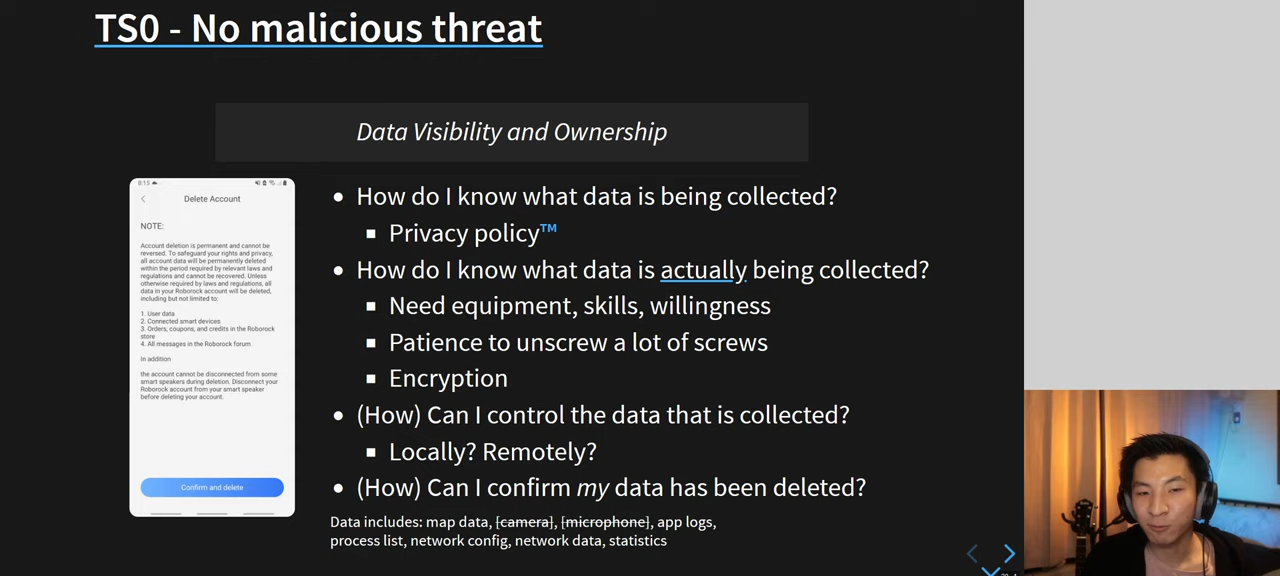 TS0 - No malicious threat
Data Visibility and Ownership
8:15
Delete Account
NOTE:
Account deletion is permanent and cannot be
reversed. To safeguard your rights and privacy,
all account data will be permanently deleted
within the period required by relevant laws and
regulations and cannot be recovered. Unless
otherwise required by laws and regulations, all
data in your Roborock account will be deleted,
including but not limited to:
1. User data
2. Connected smart devices
3. Orders, coupons, and credits in the Roborock
store
4. All messages in the Roborock forum
In addition
the account cannot be disconnected from some
smart speakers during deletion. Disconnect your
Roborock account from your smart speaker
before deleting your account.
Confirm and delete
• How do I know what data is being collected?
▪ Privacy policy™
• How do I know what data is actually being collected?
▪ Need equipment, skills, willingness
▪ Patience to unscrew a lot of screws
▪ Encryption
• (How) Can I control the data that is collected?
▪ Locally? Remotely?
• (How) Can I confirm my data has been deleted?
Data includes: map data, [camera], [microphone], app logs,
process list, network config, network data, statistics